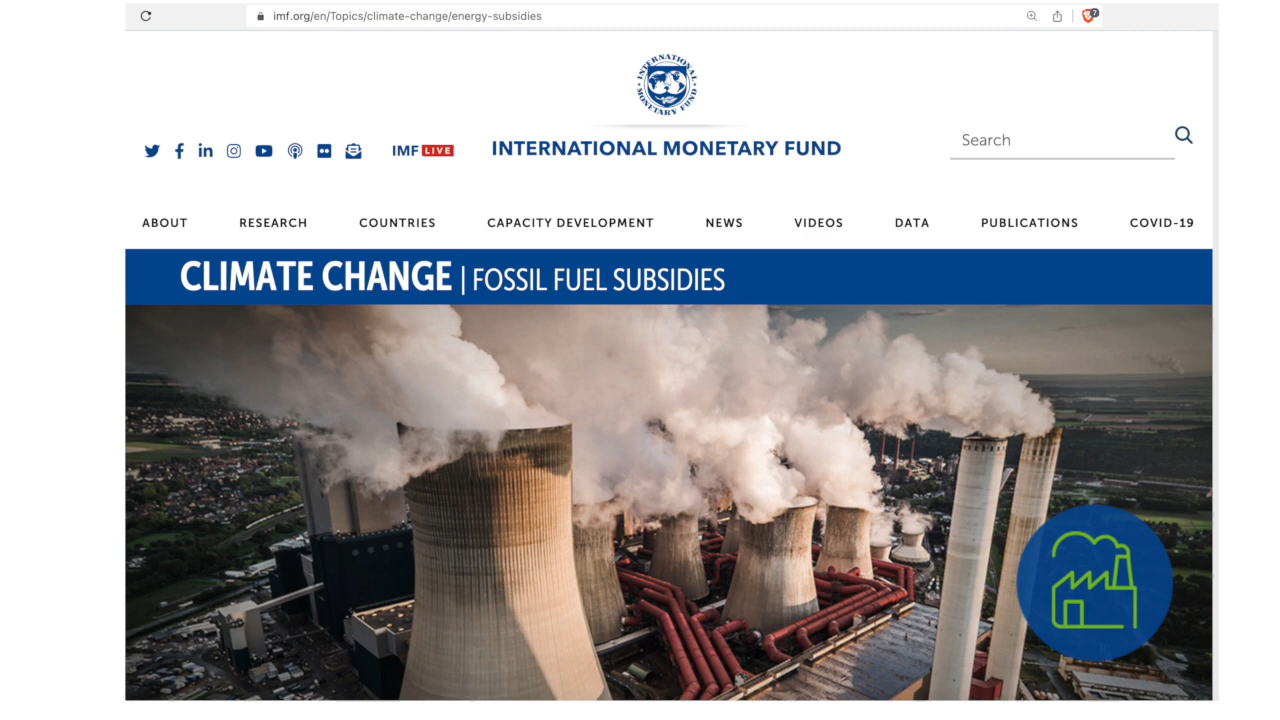 imf.org/en/Topics/climate-change/energy-subsidies
7
INTERNATIONAL MONETARY FUND
IMF LIVE
INTERNATIONAL MONETARY FUND
Search
ABOUT RESEARCH COUNTRIES CAPACITY DEVELOPMENT NEWS VIDEOS DATA PUBLICATIONS COVID-19
CLIMATE CHANGE | FOSSIL FUEL SUBSIDIES